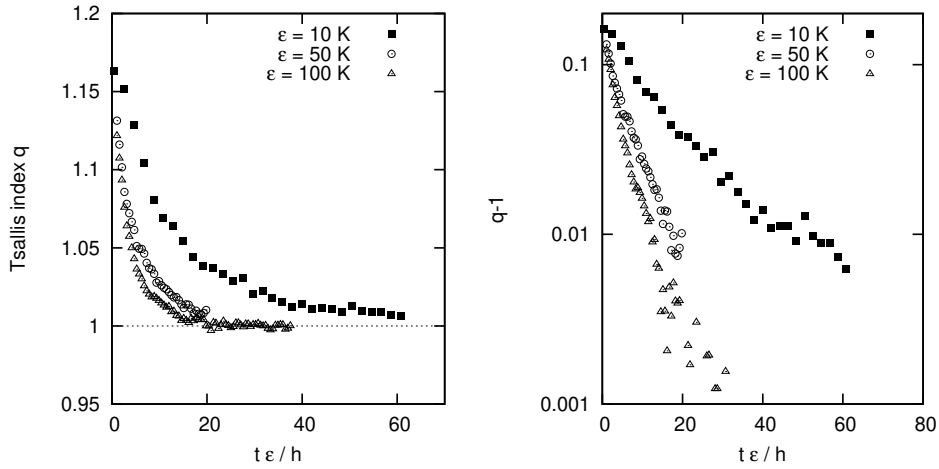 Tsallis index q
1.2
1.15
1.1
1.05
1
0.95
0 20 40 60
t ε / h
ε = 10 K
ε = 50 K
ε = 100 K
q-1
0.1
0.01
0.001
0 20 40 60 80
t ε / h
ε = 10 K
ε = 50 K
ε = 100 K